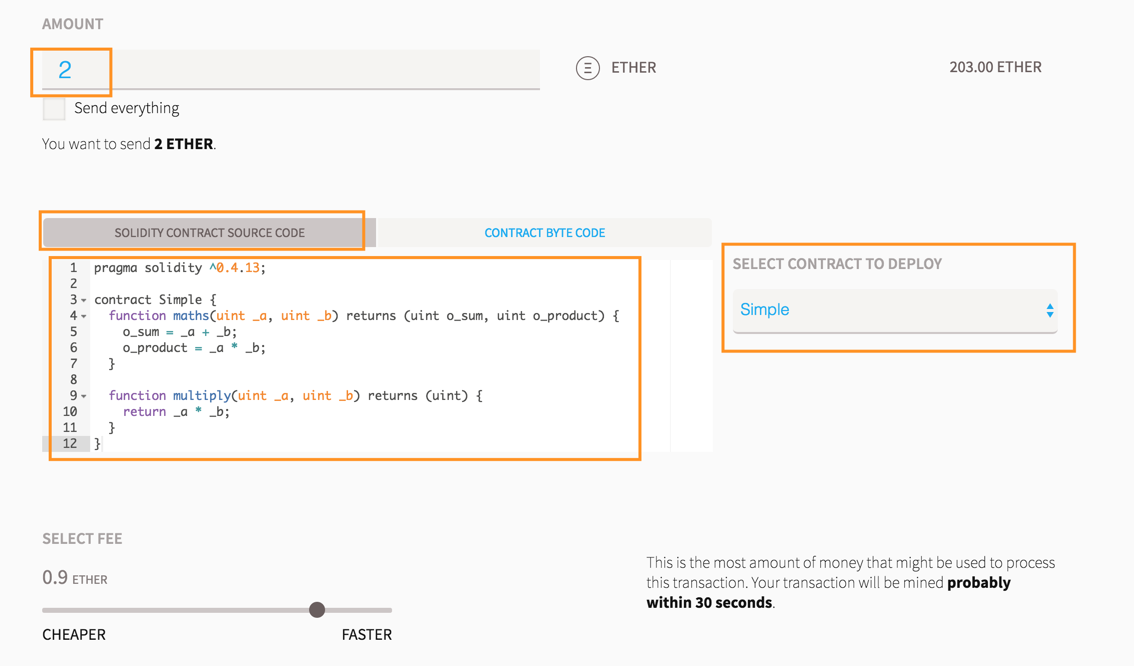 AMOUNT
2
Ξ ETHER
203.00 ETHER
Send everything
You want to send 2 ETHER.
SOLIDITY CONTRACT SOURCE CODE
CONTRACT BYTE CODE
1 pragma solidity ^0.4.13;
2
3 contract Simple {
4   function maths(uint _a, uint _b) returns (uint o_sum, uint o_product) {
5     o_sum = _a + _b;
6     o_product = _a * _b;
7   }
8
9   function multiply(uint _a, uint _b) returns (uint) {
10     return _a * _b;
11   }
12 }
SELECT CONTRACT TO DEPLOY
Simple
SELECT FEE
0.9 ETHER
CHEAPER
FASTER
This is the most amount of money that might be used to process
this transaction. Your transaction will be mined probably
within 30 seconds.